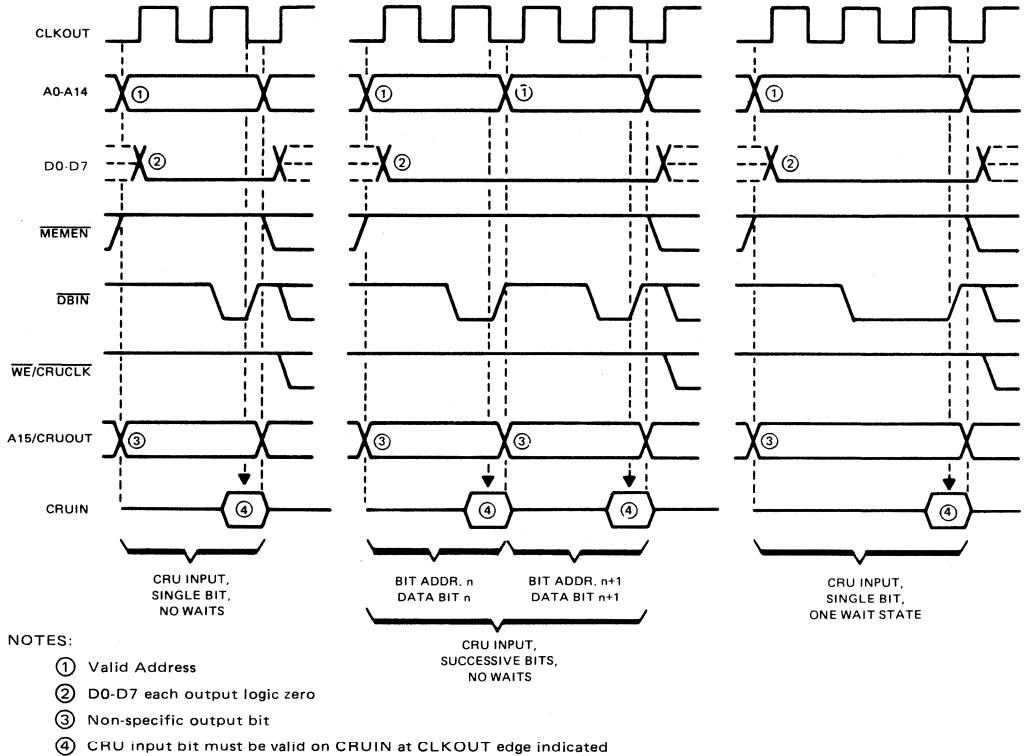 CLKOUT
A0-A14
① ① ① ①
D0-D7
② ② ②
MEMEN
DBIN
WE/CRUCLK
A15/CRUOUT
③ ③ ③ ③
CRUIN
④ ④ ④ ④
CRU INPUT,
SINGLE BIT,
NO WAITS
BIT ADDR. n
DATA BIT n
BIT ADDR. n+1
DATA BIT n+1
CRU INPUT,
SUCCESSIVE BITS,
NO WAITS
CRU INPUT,
SINGLE BIT,
ONE WAIT STATE
NOTES:
① Valid Address
② D0-D7 each output logic zero
③ Non-specific output bit
④ CRU input bit must be valid on CRUIN at CLKOUT edge indicated